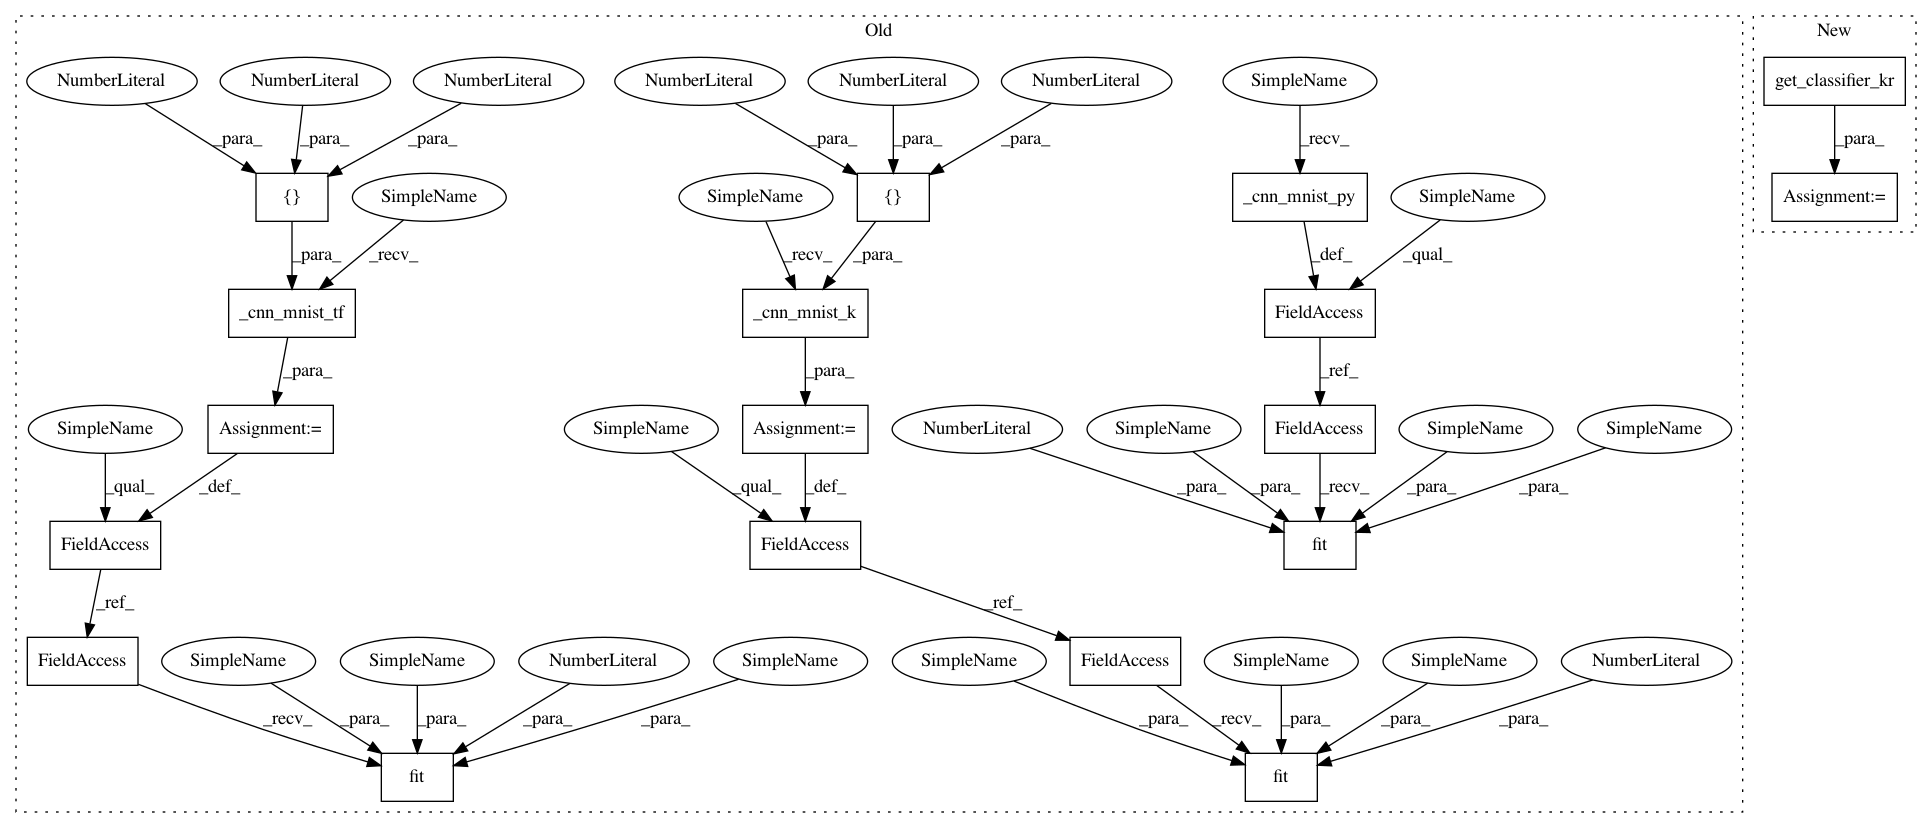 Old
New
NumberLiteral NumberLiteral NumberLiteral NumberLiteral NumberLiteral NumberLiteral SimpleName get_classifier_kr
_para_ _para_ _para_ _para_ _para_ _para_ _recv_ _para_
{} SimpleName SimpleName {} _cnn_mnist_py SimpleName Assignment:=
_para_ _recv_ _recv_ _para_ _def_ _qual_
_cnn_mnist_tf _cnn_mnist_k FieldAccess
_para_ _para_ _ref_
SimpleName Assignment:= SimpleName Assignment:= NumberLiteral SimpleName FieldAccess SimpleName SimpleName
_qual_ _def_ _qual_ _def_ _para_ _para_ _recv_ _para_ _para_
FieldAccess FieldAccess fit
_ref_ _ref_
FieldAccess SimpleName SimpleName NumberLiteral SimpleName SimpleName FieldAccess SimpleName SimpleName NumberLiteral
_recv_ _para_ _para_ _para_ _para_ _para_ _recv_ _para_ _para_ _para_
fit fit